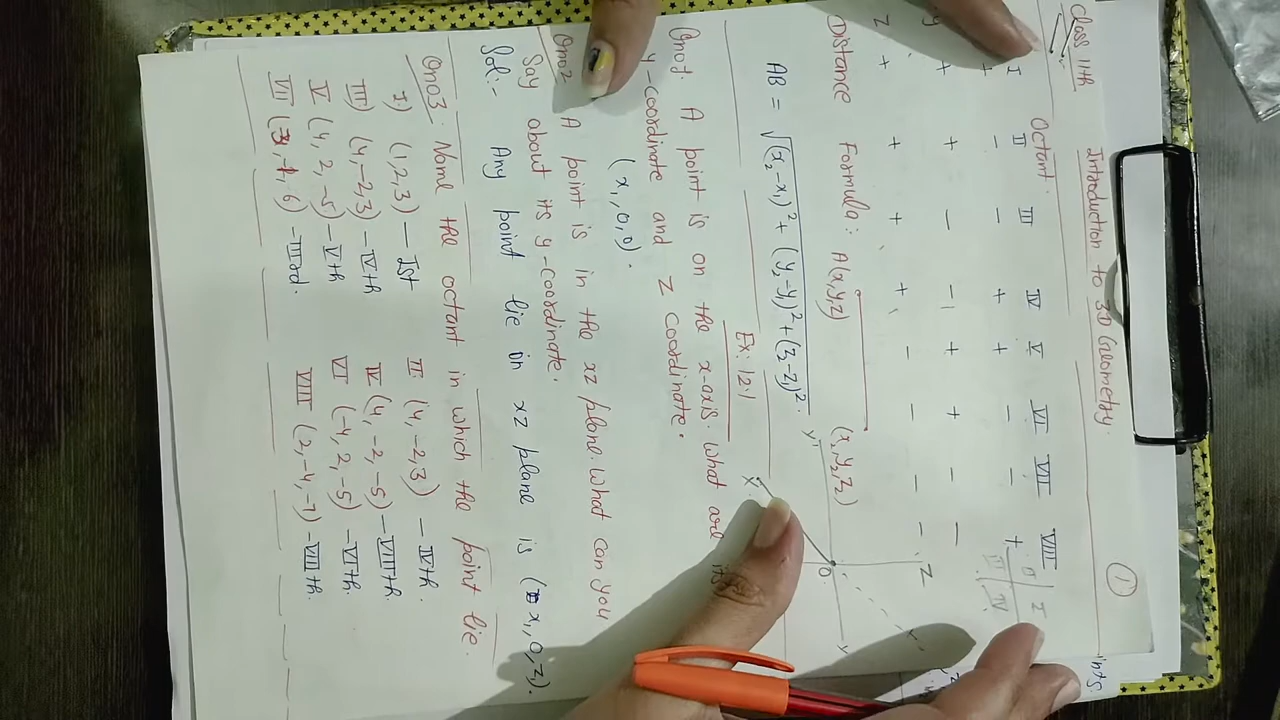 Class 11th
Introduction to 3D Geometry.
1
Octant.
I II III IV V VI VII VIII
+ - - + + - - +
y + + - - + + - -
z + + + + - - - -
II I
III IV
Distance Formula: A(x,y,z) (x, y2, z2)
AB = √(x2-x1)² + (y2-y1)² + (z-z1)².
Z
Y'
O
X
Y
Ex: 12.1
Qno1. A point is on the x-axis. What are its
y-coordinate and z coordinate.
(x, 0, 0).
Qno2 A point is in the xz plane. what can you
Say about its y-coordinate.
Sol:- Any point lie in xz plane is (x, 0, z).
Qno3: Name the octant in which the point lie.
I) (1, 2, 3) - Ist II (4, -2, 3) - IVth.
III) (4, -2, 3) - IVth IV (4, -2, -5) - VIIIth.
V (4, 2, -5) - Vth VI (-4, 2, -5) - VIth.
VII (-3, -1, 6) - IIIrd. VIII (2, -4, -7) - VIIIth.